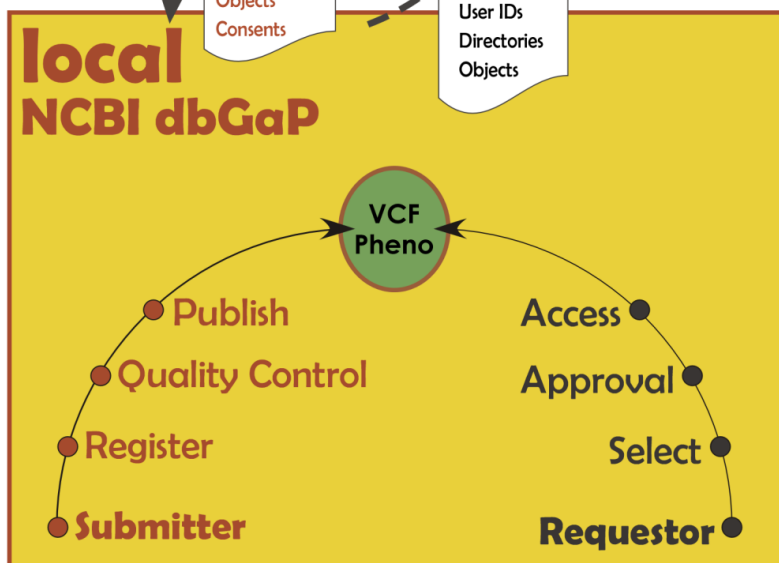 Objects
Consents
User IDs
Directories
Objects
local
NCBI dbGaP
VCF
Pheno
Publish
Access
Quality Control
Approval
Register
Select
Submitter
Requestor